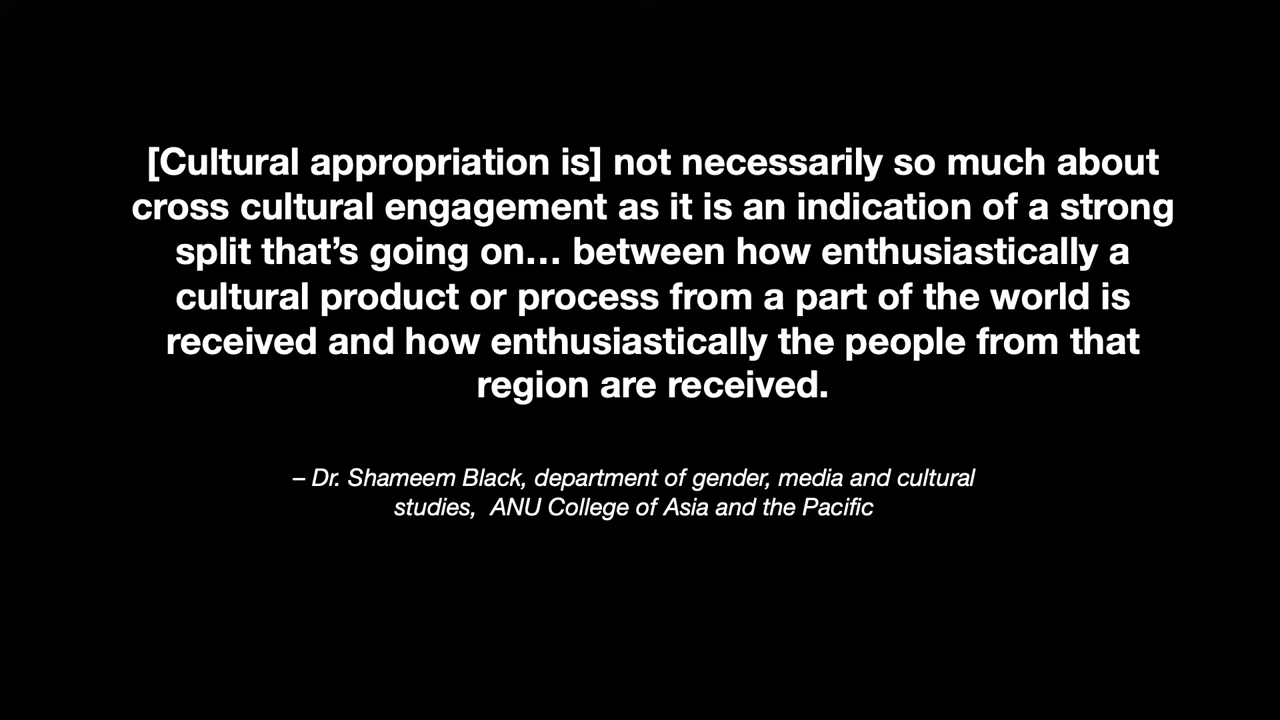 [Cultural appropriation is] not necessarily so much about
cross cultural engagement as it is an indication of a strong
split that’s going on… between how enthusiastically a
cultural product or process from a part of the world is
received and how enthusiastically the people from that
region are received.
– Dr. Shameem Black, department of gender, media and cultural
studies,  ANU College of Asia and the Pacific